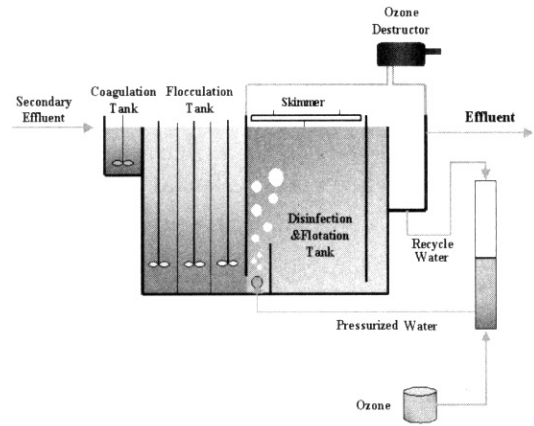 Ozone
Destructor
Coagulation
Tank
Flocculation
Tank
Skimmer
Secondary
Effluent
Effluent
Disinfection
&Flotation
Tank
Recycle
Water
Pressurized Water
Ozone